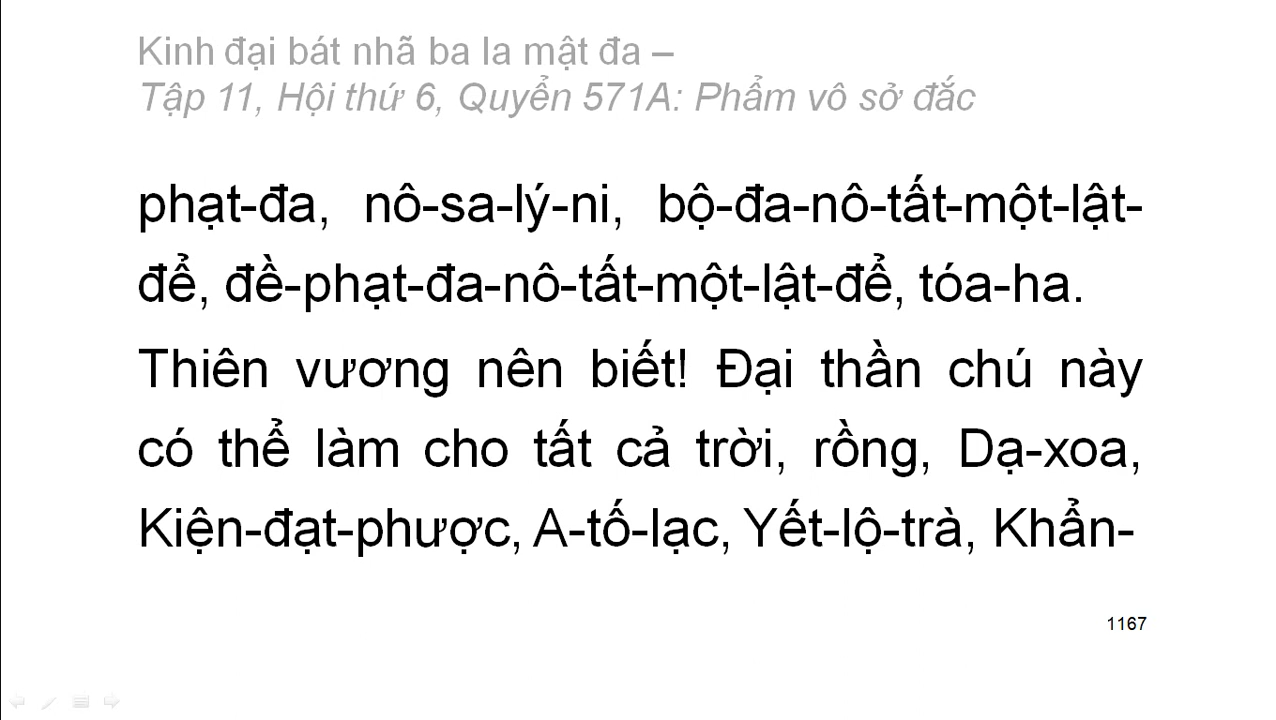 Kinh đại bát nhã ba la mật đa –
Tập 11, Hội thứ 6, Quyển 571A: Phẩm vô sở đắc
phạt-đa, nô-sa-lý-ni, bộ-đa-nô-tất-một-lật-
để, đề-phạt-đa-nô-tất-một-lật-để, tóa-ha.
Thiên vương nên biết! Đại thần chú này
có thể làm cho tất cả trời, rồng, Dạ-xoa,
Kiện-đạt-phược, A-tố-lạc, Yết-lộ-trà, Khẩn-
1167